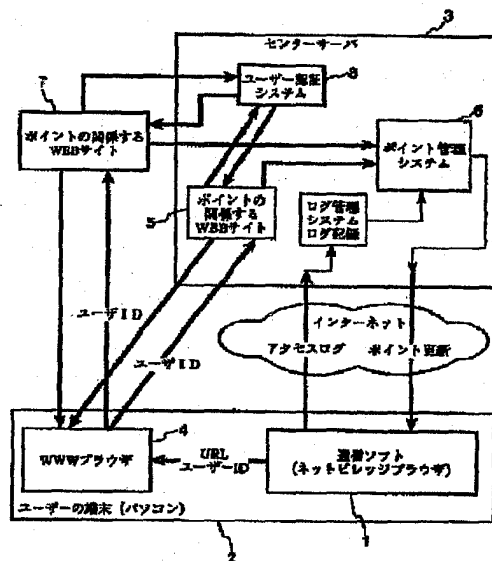 3
センターサーバ
7
8
ユーザー認証
システム
6
ポイントの関係する
WEBサイト
ポイント管理
システム
5
ポイントの
関係する
WEBサイト
ログ管理
システム
ログ記録
ユーザID
インターネット
アクセスログ
ポイント更新
ユーザID
4
WWWブラウザ
URL
ユーザーID
通信ソフト
(ネットビレッジブラウザ)
ユーザーの端末(パソコン)
2
1